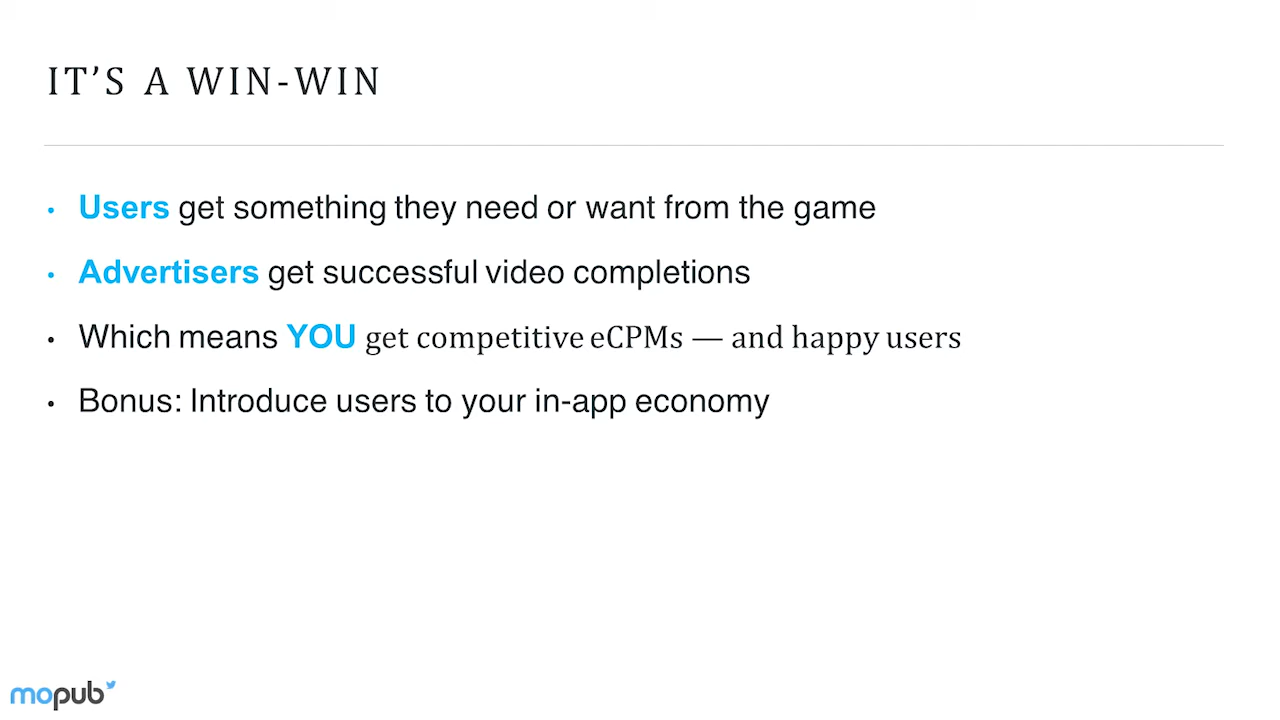 IT’S A WIN-WIN
• Users get something they need or want from the game
• Advertisers get successful video completions
• Which means YOU get competitive eCPMs — and happy users
• Bonus: Introduce users to your in-app economy
mopub